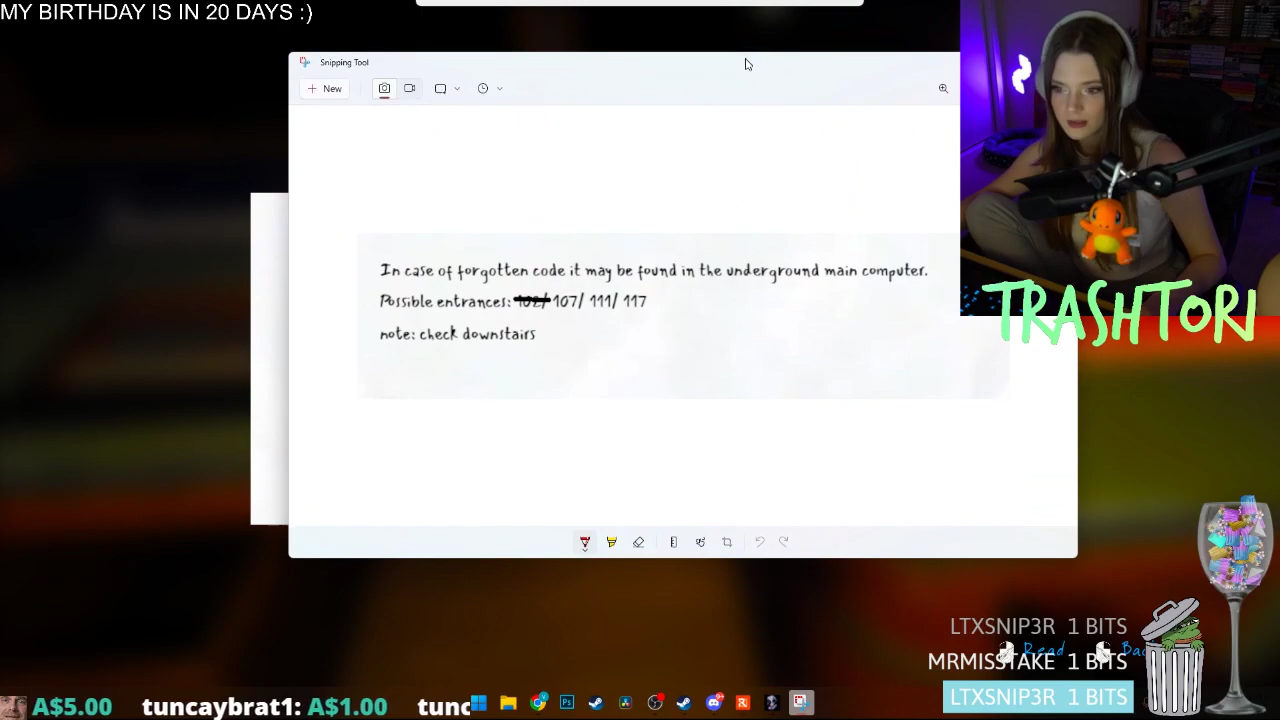 MY BIRTHDAY IS IN 20 DAYS :)
Snipping Tool
New
In case of forgotten code it may be found in the underground main computer.
Possible entrances: 102/ 107/ 111/ 117
note: check downstairs
TRASHTORI
LTXSNIP3R 1 BITS
Read
MRMISSTAKE 1 BITS
LTXSNIP3R 1 BITS
A$5.00 tuncaybrat1: A$1.00 tunc